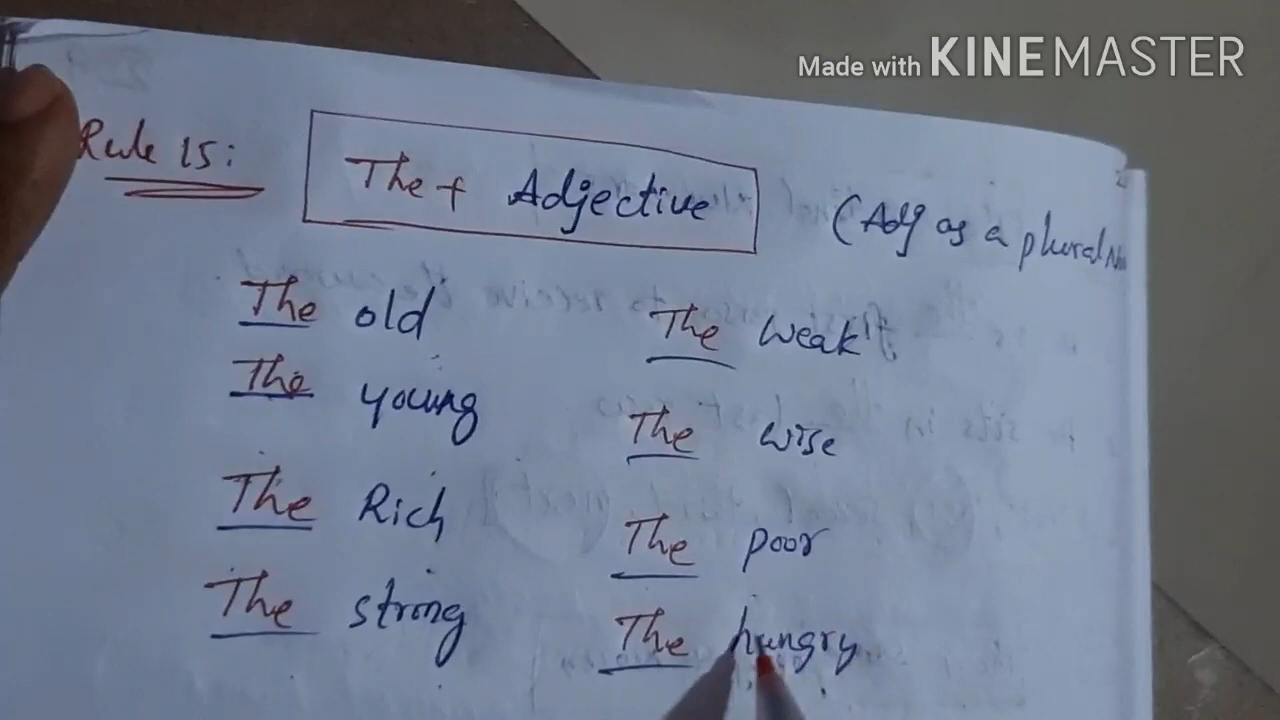 Made with KINEMASTER
Rule 15: The + Adjective (Adj as a plural
The old The weak
The young The wise
The Rich The poor
The strong The hungry